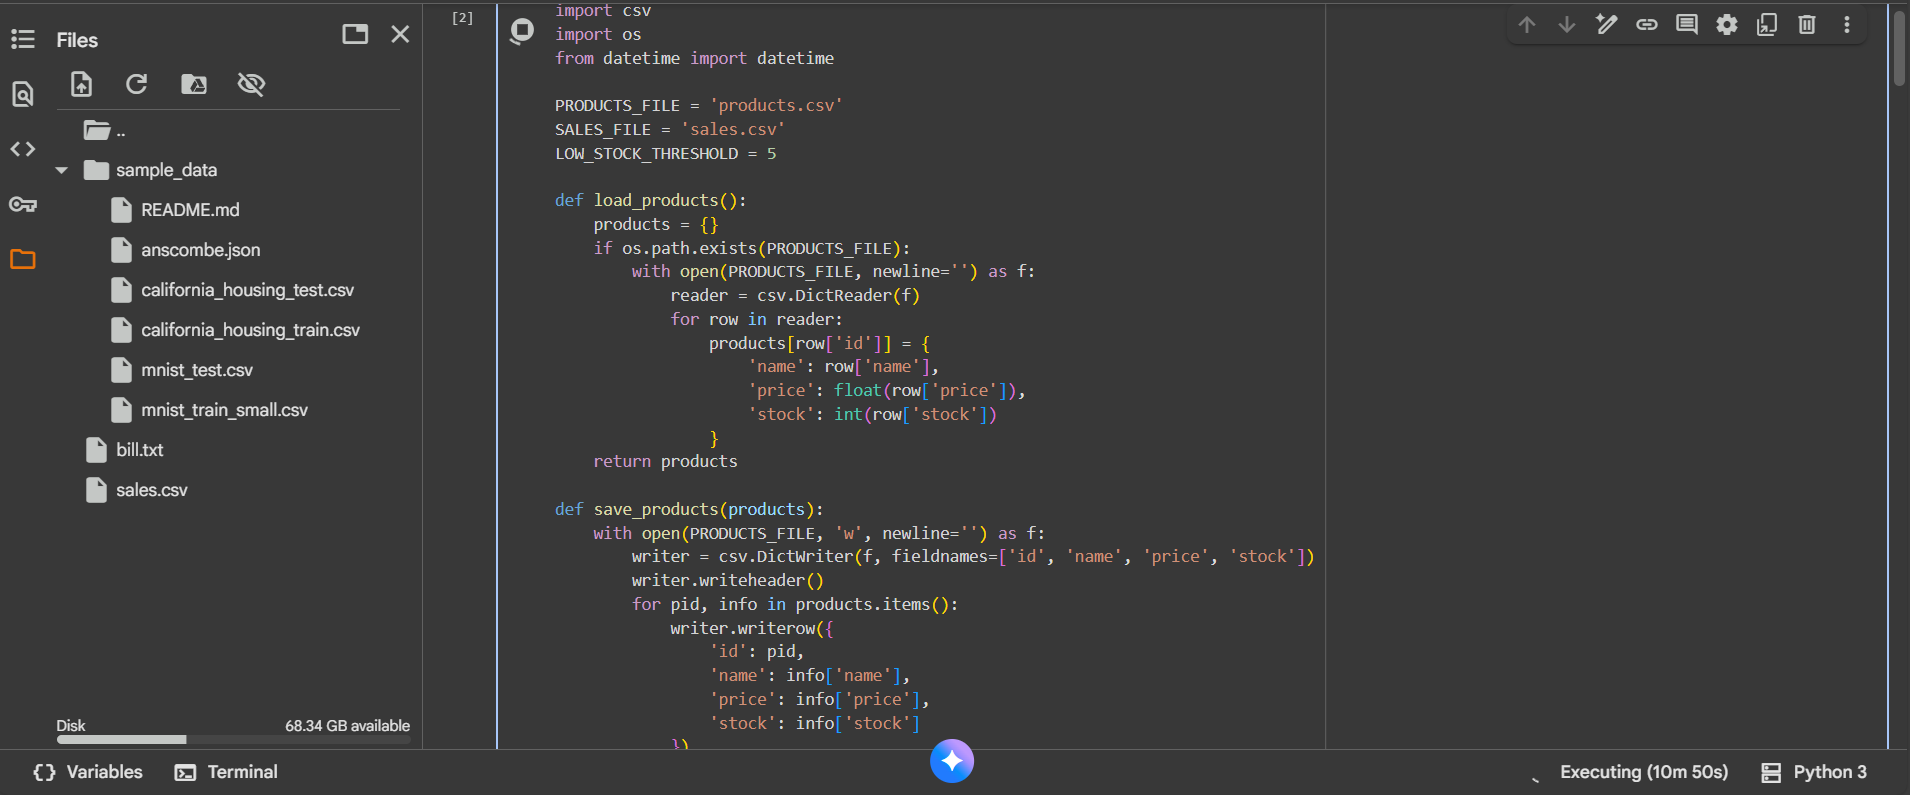 Files
..
sample_data
README.md
anscombe.json
california_housing_test.csv
california_housing_train.csv
mnist_test.csv
mnist_train_small.csv
bill.txt
sales.csv
Disk
68.34 GB available
[2]
import csv
import os
from datetime import datetime
PRODUCTS_FILE = 'products.csv'
SALES_FILE = 'sales.csv'
LOW_STOCK_THRESHOLD = 5
def load_products():
    products = {}
    if os.path.exists(PRODUCTS_FILE):
        with open(PRODUCTS_FILE, newline='') as f:
            reader = csv.DictReader(f)
            for row in reader:
                products[row['id']] = {
                    'name': row['name'],
                    'price': float(row['price']),
                    'stock': int(row['stock'])
                }
    return products
def save_products(products):
    with open(PRODUCTS_FILE, 'w', newline='') as f:
        writer = csv.DictWriter(f, fieldnames=['id', 'name', 'price', 'stock'])
        writer.writeheader()
        for pid, info in products.items():
            writer.writerow({
                'id': pid,
                'name': info['name'],
                'price': info['price'],
                'stock': info['stock']
            })
{} Variables
Terminal
Executing (10m 50s)
Python 3